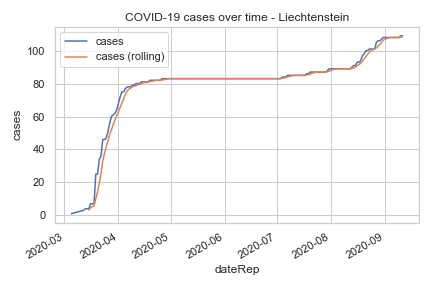 COVID-19 cases over time - Liechtenstein
cases
cases (rolling)
100
80
60
40
20
0
cases
2020-03
2020-04
2020-05
2020-06
2020-07
2020-08
2020-09
dateRep